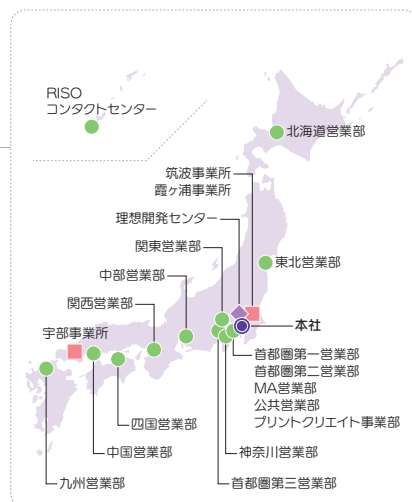 RISO
コンタクトセンター
北海道営業部
筑波事業所
霞ヶ浦事業所
理想開発センター
関東営業部
東北営業部
中部営業部
関西営業部
本社
宇部事業所
首都圏第一営業部
首都圏第二営業部
MA営業部
公共営業部
プリントクリエイト事業部
四国営業部
中国営業部
神奈川営業部
九州営業部
首都圏第三営業部